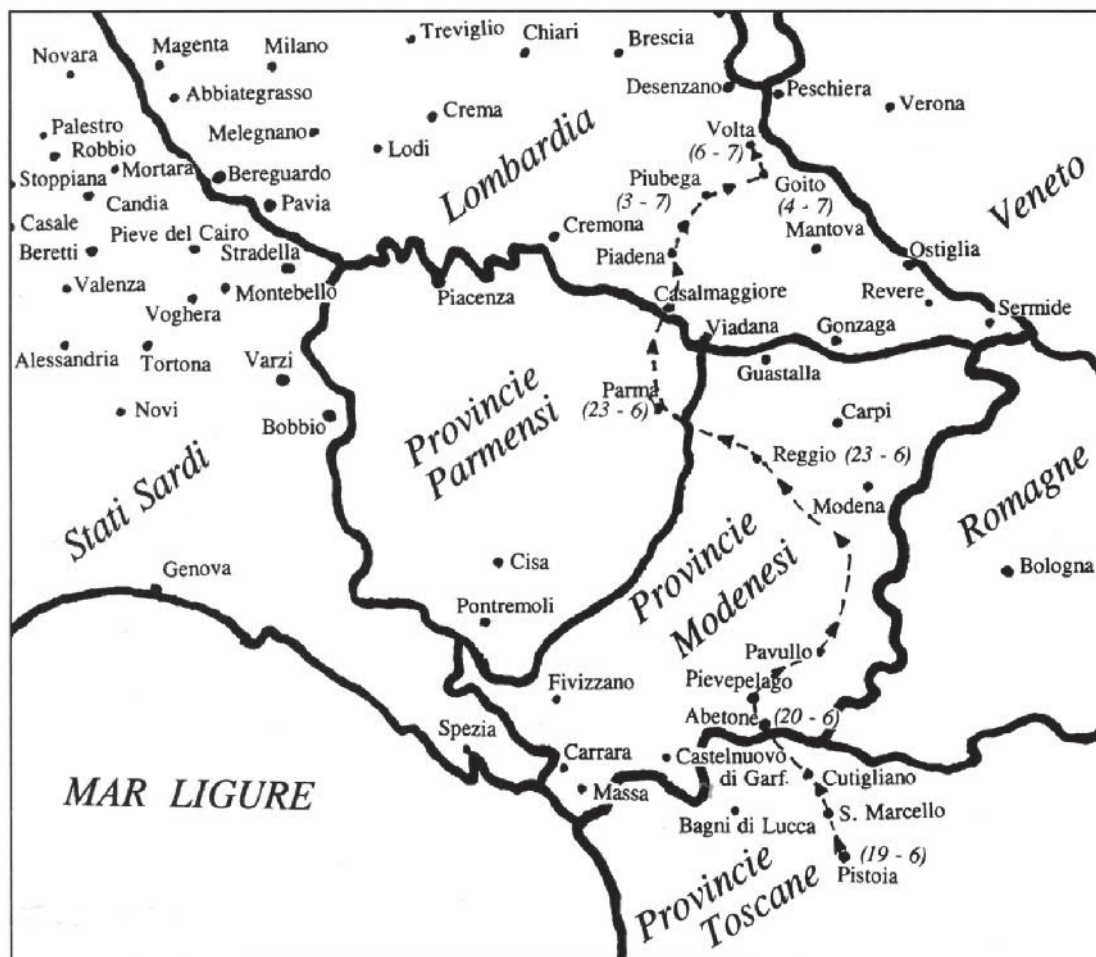 Novara
Magenta
Milano
Treviglio
Chiari
Brescia
Abbiategrasso
Crema
Desenzano
Peschiera
Verona
Palestro
Robbio
Mortara
Melegnano
Lodi
Lombardia
Volta
(6 - 7)
Stoppiana
Bereguardo
Piubega
(3 - 7)
Goito
(4 - 7)
Veneto
Candia
Pavia
Casale
Pieve del Cairo
Cremona
Mantova
Beretti
Stradella
Piadena
Ostiglia
Valenza
Montebello
Piacenza
Casalmaggiore
Revere
Voghera
Viadana
Gonzaga
Sermide
Alessandria
Tortona
Varzi
Guastalla
Novi
Bobbio
Provincie
Parmensi
Parma
(23 - 6)
Carpi
Reggio (23 - 6)
Modena
Stati Sardi
Romagne
Genova
Cisa
Provincie
Modenesi
Bologna
Pontremoli
Pavullo
Fivizzano
Pievepelago
Abetone (20 - 6)
Spezia
Carrara
Castelnuovo
di Garf.
Cutigliano
MAR LIGURE
Massa
Bagni di Lucca
S. Marcello
Provincie
Toscane
(19 - 6)
Pistoia